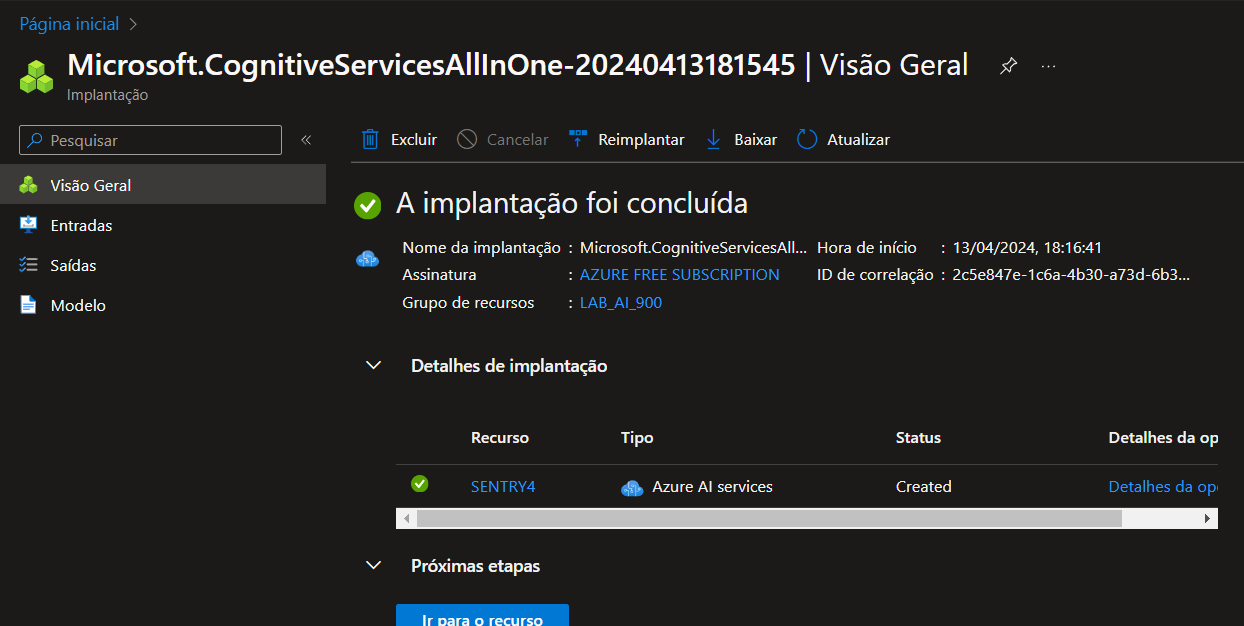 Página inicial
Microsoft.CognitiveServicesAllInOne-20240413181545 | Visão Geral
Implantação
Pesquisar
Visão Geral
Entradas
Saídas
Modelo
Excluir Cancelar Reimplantar Baixar Atualizar
A implantação foi concluída
Nome da implantação : Microsoft.CognitiveServicesAll... Hora de início : 13/04/2024, 18:16:41
Assinatura : AZURE FREE SUBSCRIPTION ID de correlação : 2c5e847e-1c6a-4b30-a73d-6b3...
Grupo de recursos : LAB_AI_900
Detalhes de implantação
Recurso Tipo Status Detalhes da op
SENTRY4 Azure AI services Created Detalhes da op
Próximas etapas
Ir para o recurso